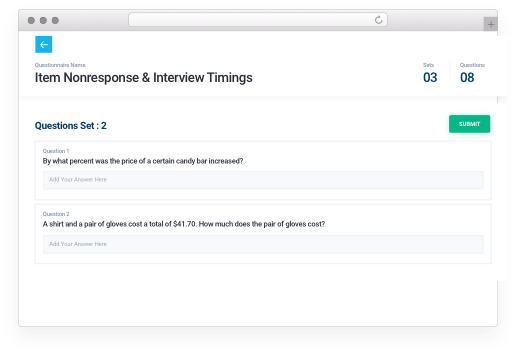 Questionnaire Name
Item Nonresponse & Interview Timings
Sets
03
Questions
08
Questions Set : 2
SUBMIT
Question 1
By what percent was the price of a certain candy bar increased?
Add Your Answer Here
Question 2
A shirt and a pair of gloves cost a total of $41.70. How much does the pair of gloves cost?
Add Your Answer Here